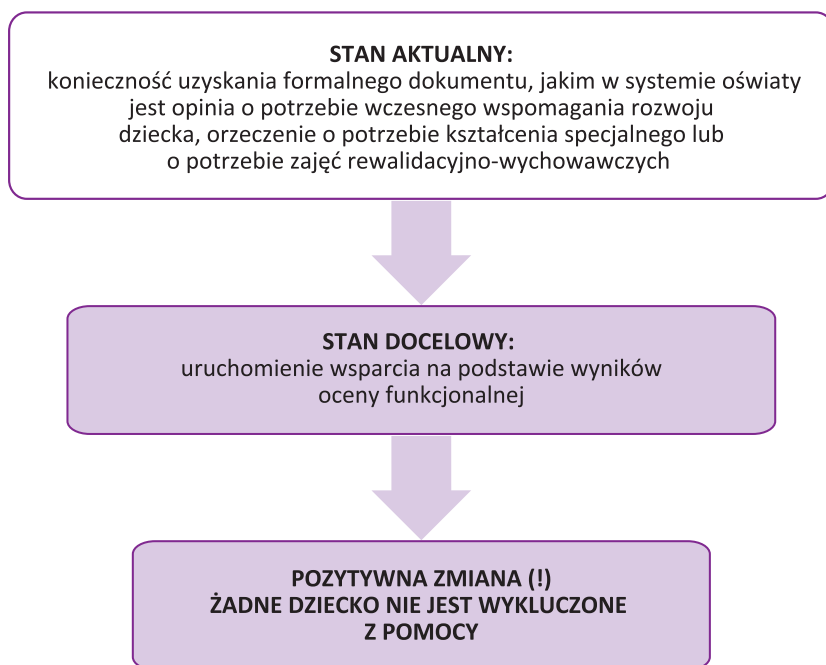 STAN AKTUALNY:
konieczność uzyskania formalnego dokumentu, jakim w systemie oświaty
jest opinia o potrzebie wczesnego wspomagania rozwoju
dziecka, orzeczenie o potrzebie kształcenia specjalnego lub
o potrzebie zajęć rewalidacyjno-wychowawczych
STAN DOCELOWY:
uruchomienie wsparcia na podstawie wyników
oceny funkcjonalnej
POZYTYWNA ZMIANA (!)
ŻADNE DZIECKO NIE JEST WYKLUCZONE
Z POMOCY